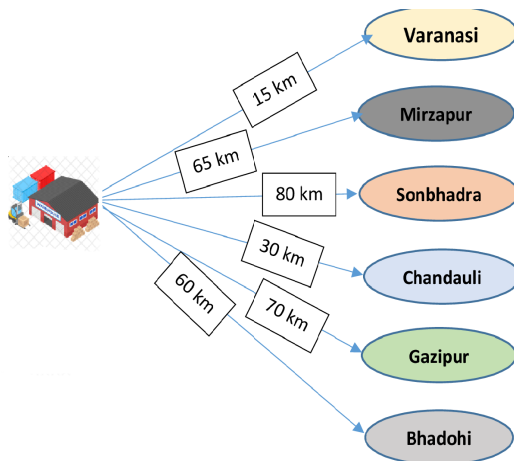 Varanasi
15 km
Mirzapur
65 km
Sonbhadra
80 km
Chandauli
30 km
Gazipur
70 km
Bhadohi
60 km